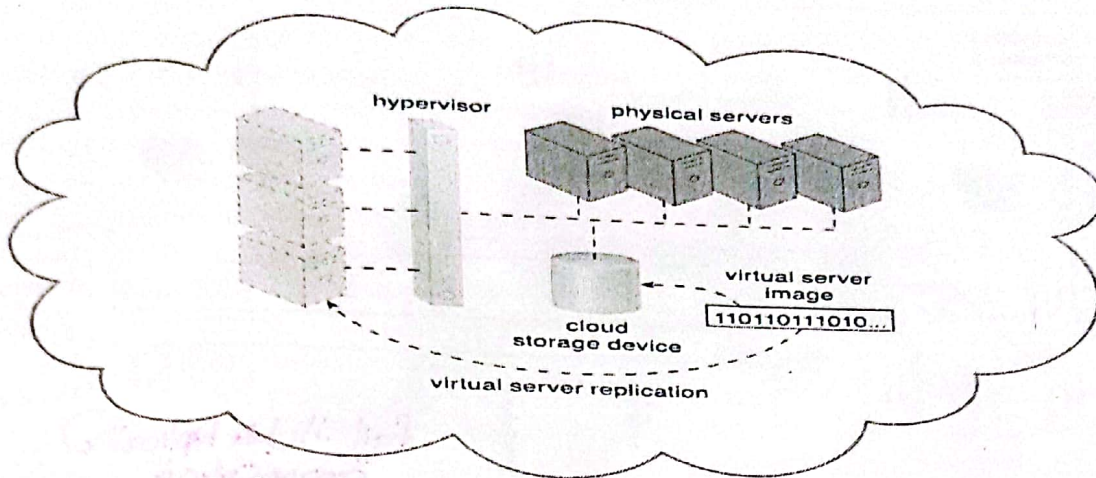 hypervisor
physical servers
virtual server
image
110110111010...
cloud
storage device
virtual server replication